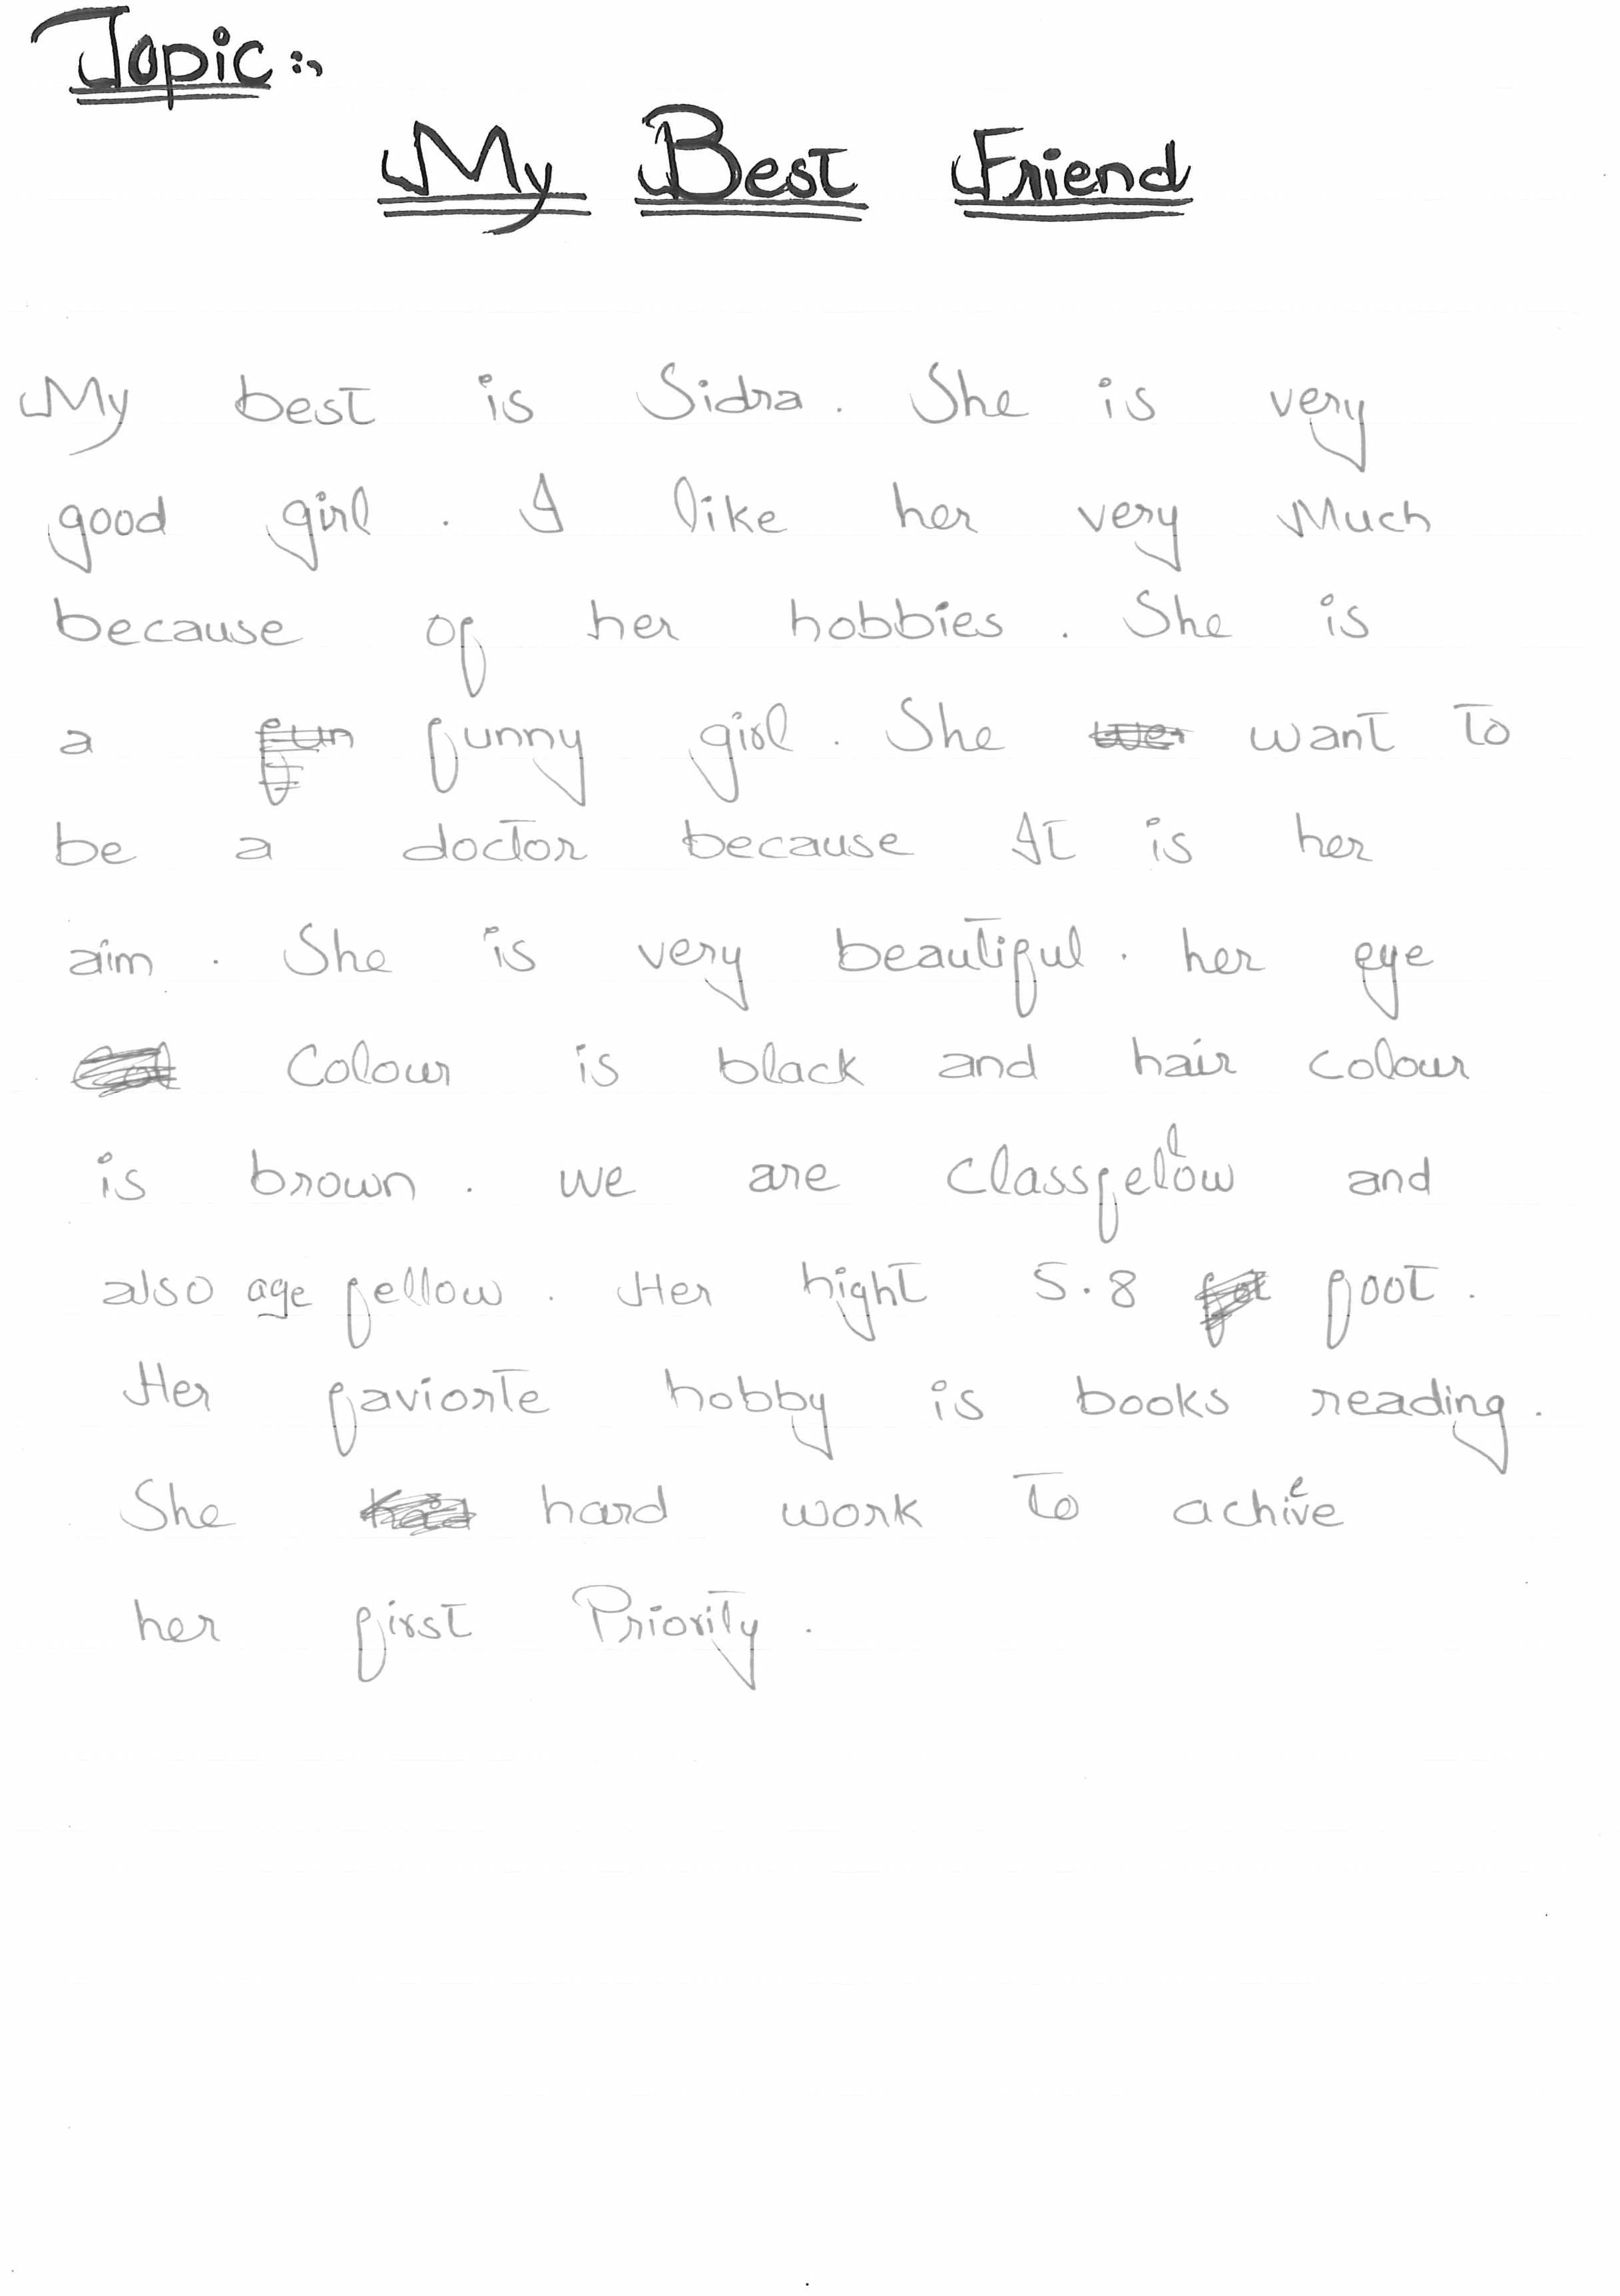 Topic :-
My Best Friend
My best is Sidra. She is very
good girl. I like her very Much
because of her hobbies. She is
a funny girl. She want to
be a doctor because It is her
aim. She is very beautiful. her eye
Colour is black and hair colour
is brown. we are Classfellow and
also age fellow. Her hight 5.8 foot.
Her faviorte hobby is books reading.
She hard work to achieve
her first Priority.